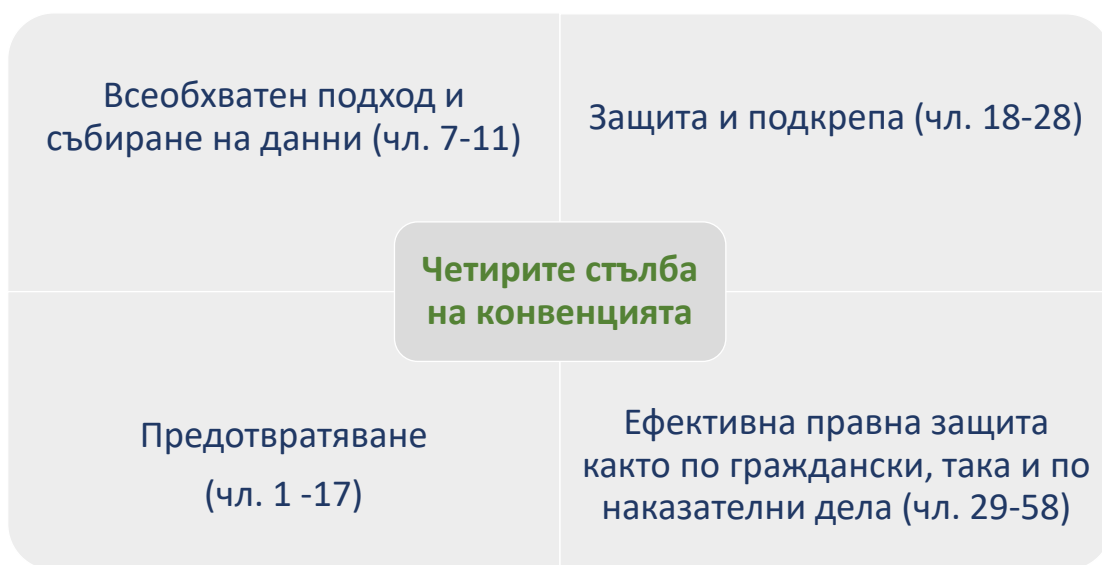 Всеобхватен подход и
събиране на данни (чл. 7-11)
Защита и подкрепа (чл. 18-28)
Четирите стълба
на конвенцията
Предотвратяване
(чл. 1 -17)
Ефективна правна защита
както по граждански, така и по
наказателни дела (чл. 29-58)